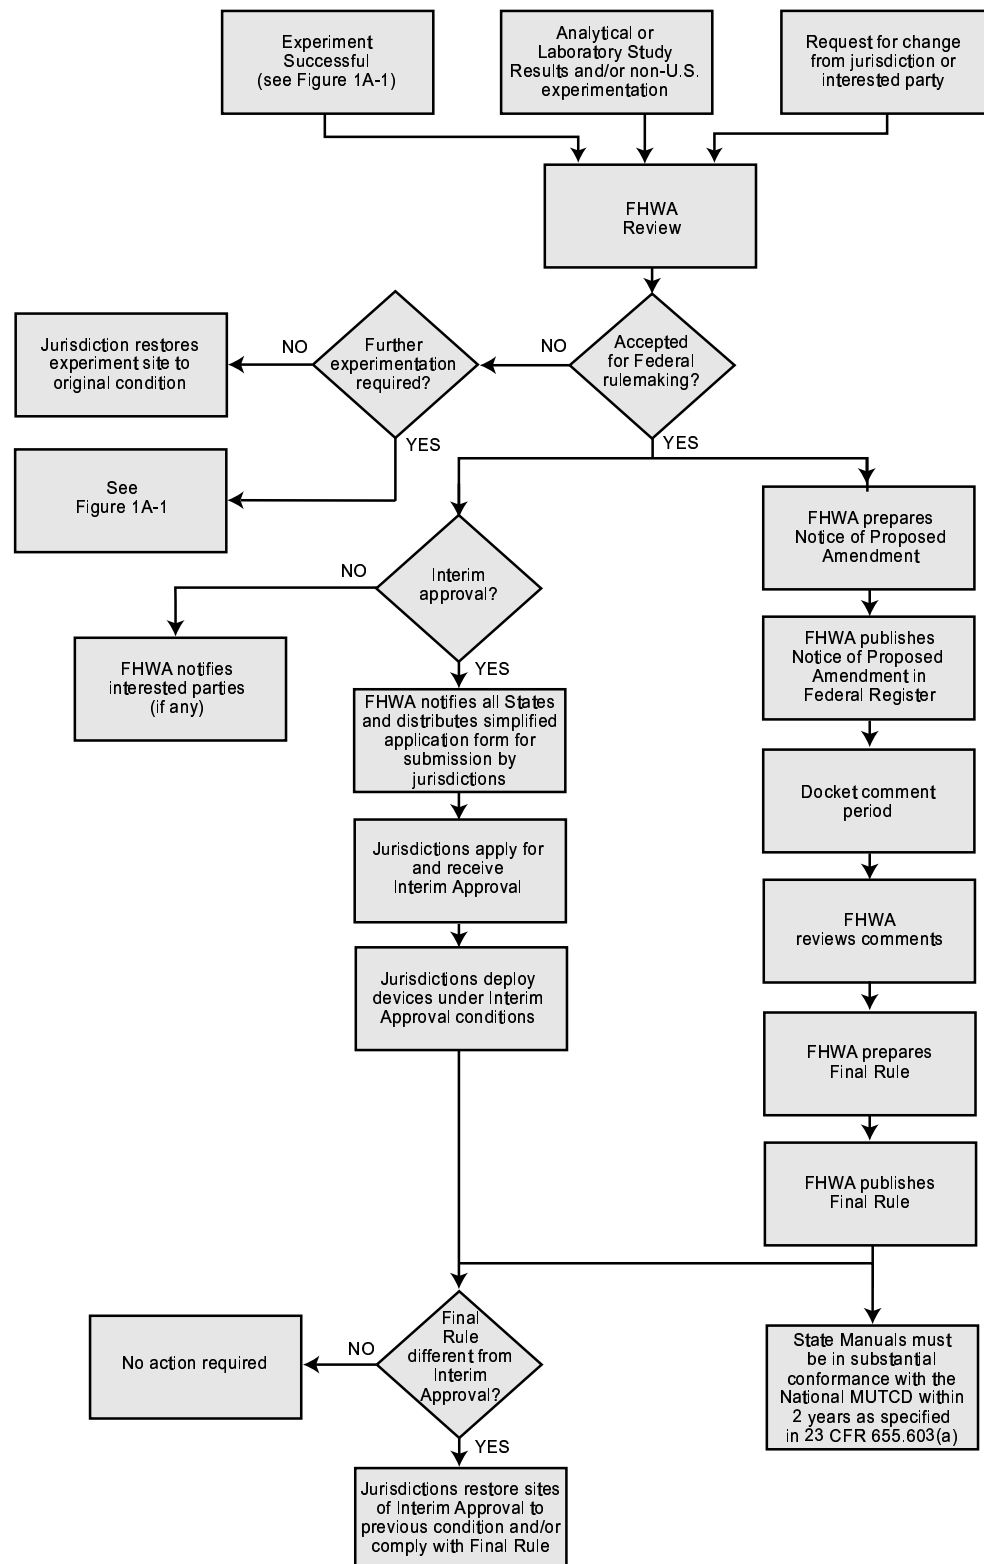 Experiment
Successful
(see Figure 1A-1)
Analytical or
Laboratory Study
Results and/or non-U.S.
experimentation
Request for change
from jurisdiction or
interested party
FHWA
Review
Accepted
for Federal
rulemaking?
NO
Further
experimentation
required?
NO
Jurisdiction restores
experiment site to
original condition
YES
See
Figure 1A-1
YES
Interim
approval?
NO
FHWA notifies
interested parties
(if any)
YES
FHWA notifies all States
and distributes simplified
application form for
submission by
jurisdictions
Jurisdictions apply for
and receive
Interim Approval
Jurisdictions deploy
devices under Interim
Approval conditions
FHWA prepares
Notice of Proposed
Amendment
FHWA publishes
Notice of Proposed
Amendment in
Federal Register
Docket comment
period
FHWA
reviews comments
FHWA prepares
Final Rule
FHWA publishes
Final Rule
Final
Rule
different from
Interim
Approval?
NO
No action required
YES
Jurisdictions restore sites
of Interim Approval to
previous condition and/or
comply with Final Rule
State Manuals must
be in substantial
conformance with the
National MUTCD within
2 years as specified
in 23 CFR 655.603(a)